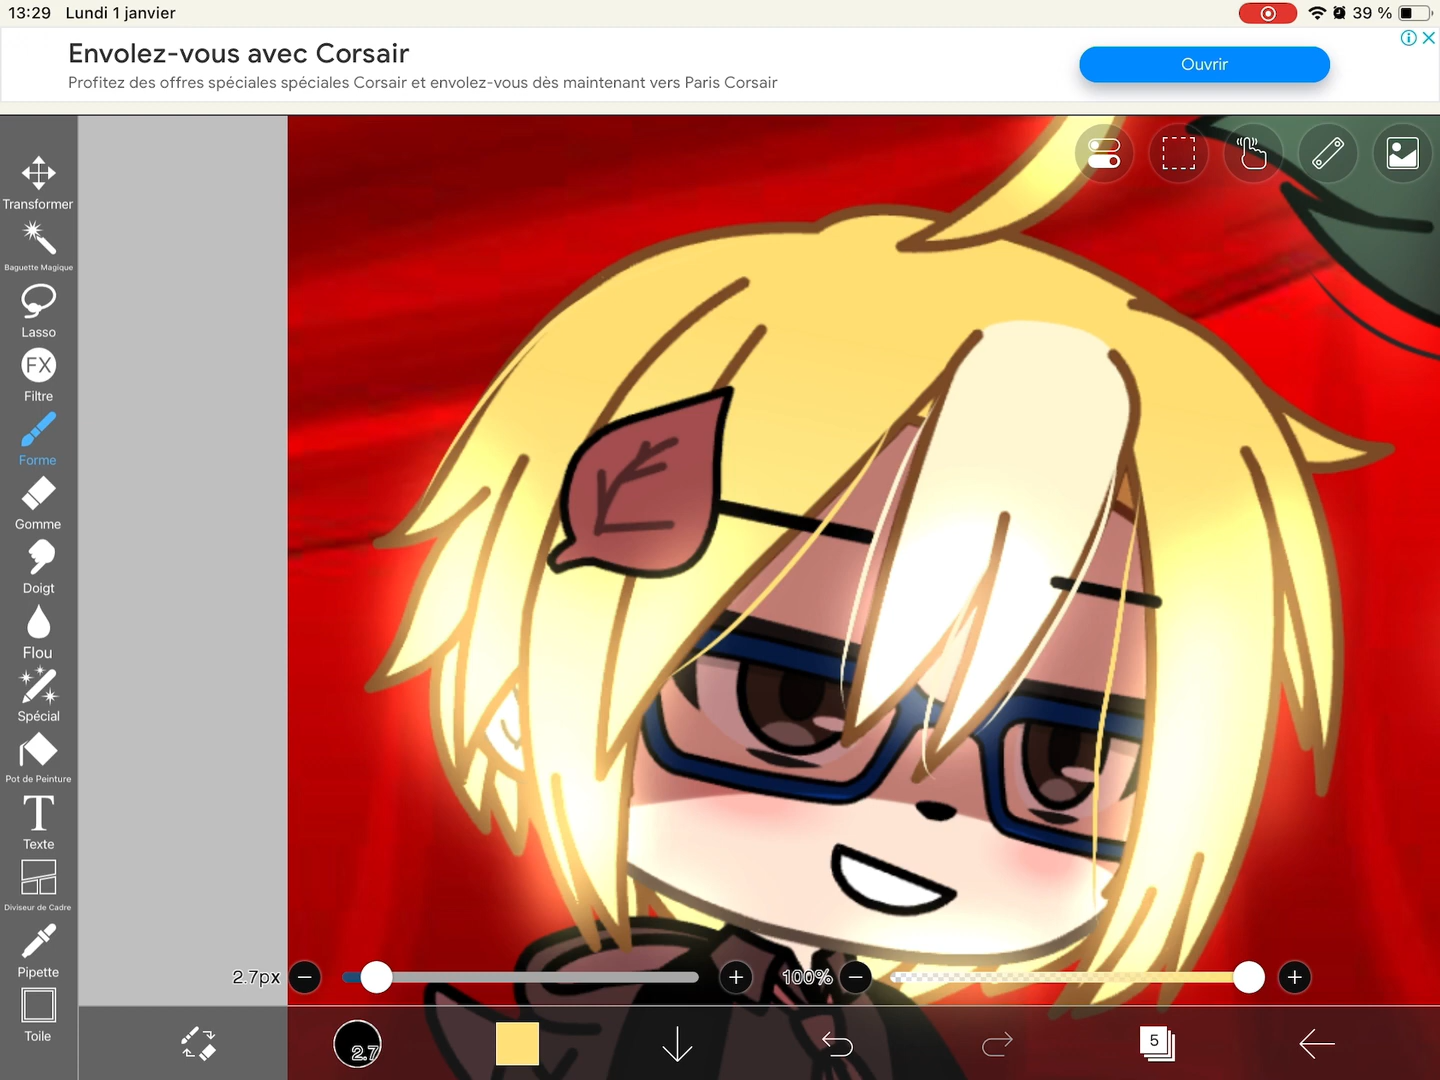 13:29 Lundi 1 janvier
39 %
Envolez-vous avec Corsair
Profitez des offres spéciales spéciales Corsair et envolez-vous dès maintenant vers Paris Corsair
Ouvrir
Transformer
Baguette Magique
Lasso
FX
Filtre
Forme
Gomme
Doigt
Flou
Spécial
Pot de Peinture
T
Texte
Diviseur de Cadre
Pipette
Toile
2.7px
100%
2.7
5